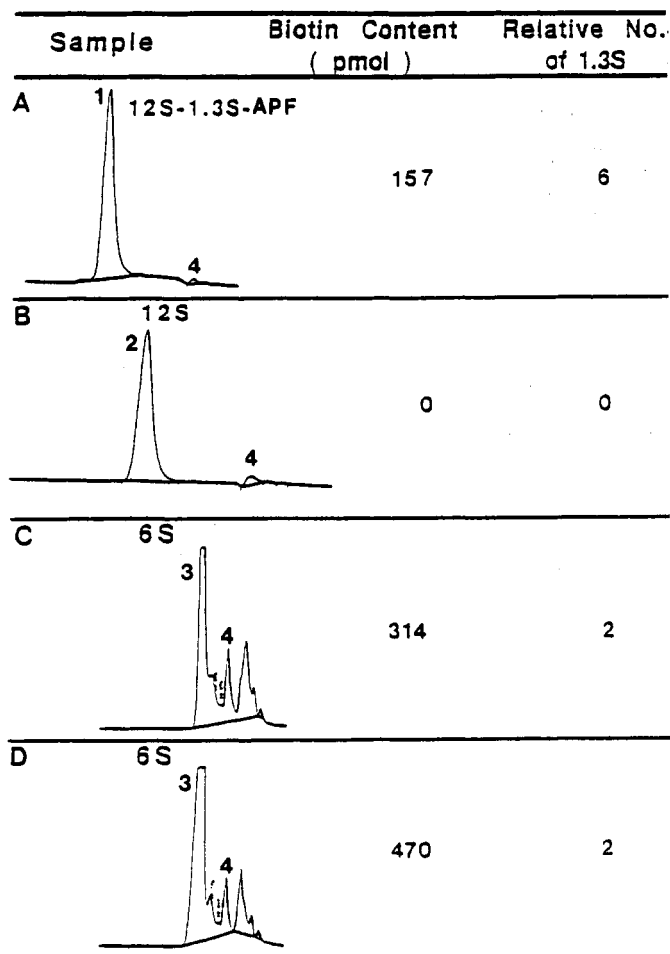 Sample Biotin Content Relative No.
( pmol ) of 1.3S
A 1 12S-1.3S-APF
157 6
4
B 12S
2
0 0
4
C 6S
3
4 314 2
D 6S
3
4 470 2